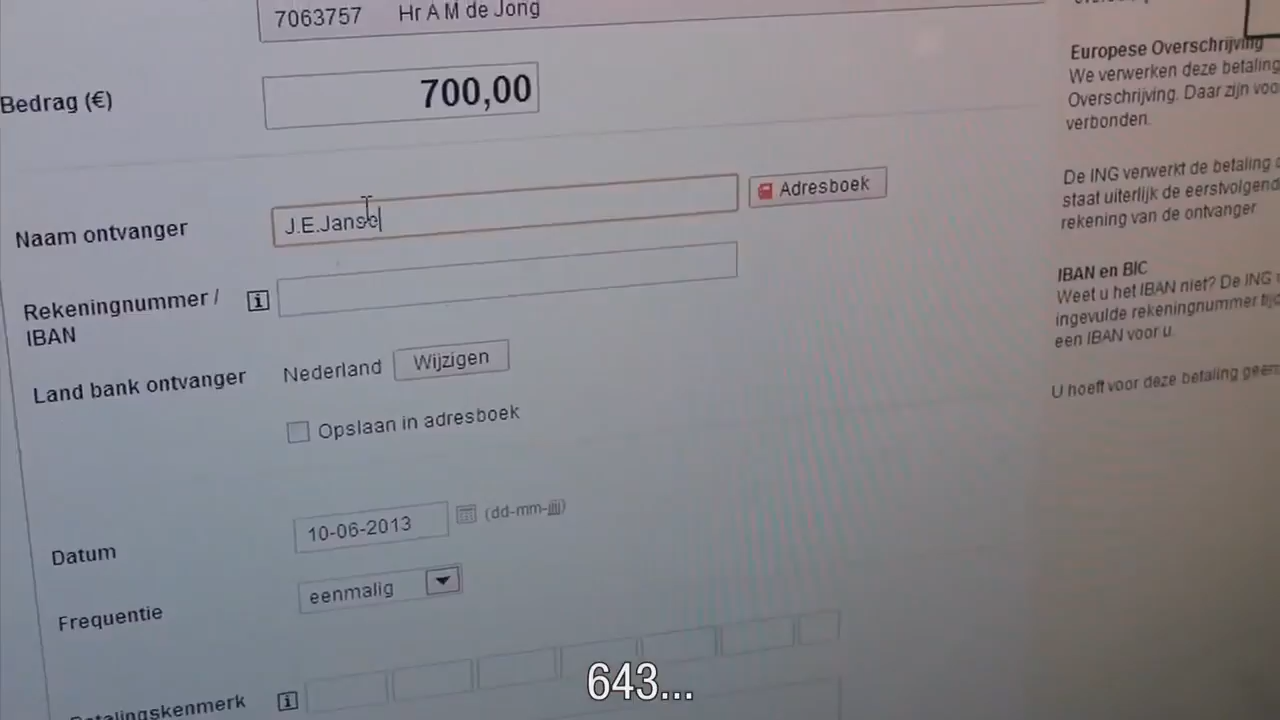 7063757 Hr A M de Jong
Bedrag (€) 700,00
Naam ontvanger J.E.Janse Adresboek
Rekeningnummer / IBAN
Land bank ontvanger Nederland Wijzigen
Opslaan in adresboek
Datum 10-06-2013 (dd-mm-jjjj)
Frequentie eenmalig
Betalingskenmerk
Europese Overschrijving
We verwerken deze betaling
Overschrijving. Daar zijn
verbonden.
De ING verwerkt de betaling
staat uiterlijk de eerstvolgend
rekening van de ontvanger
IBAN en BIC
Weet u het IBAN niet? De ING
ingevulde rekeningnummer
een IBAN voor u.
U hoeft voor deze betaling
643...